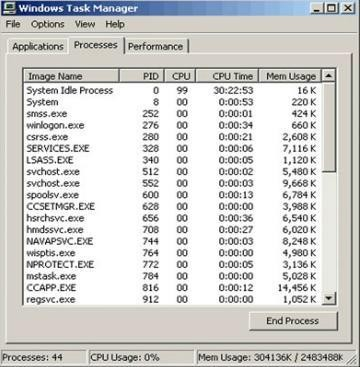 Windows Task Manager
File Options View Help
Applications Processes Performance
Image Name PID CPU CPU Time Mem Usage
System Idle Process 0 99 30:22:53 16 K
System 8 00 0:00:53 220 K
smss.exe 252 00 0:00:01 424 K
winlogon.exe 276 00 0:00:34 660 K
csrss.exe 280 00 0:00:21 2,608 K
SERVICES.EXE 328 00 0:00:06 7,116 K
LSASS.EXE 340 00 0:00:05 1,120 K
svchost.exe 512 00 0:00:02 5,480 K
svchost.exe 552 00 0:00:03 9,668 K
spoolsv.exe 600 00 0:00:13 6,784 K
CCSETMGR.EXE 628 00 0:00:00 3,988 K
hsrchsvc.exe 656 00 0:00:36 6,540 K
hmdssvc.exe 708 00 0:00:27 6,020 K
NAVAPSVC.EXE 744 00 0:00:03 8,248 K
wisptis.exe 764 00 0:00:00 4,980 K
NPROTECT.EXE 772 00 0:00:05 3,136 K
mstask.exe 784 00 0:00:00 5,028 K
CCAPP.EXE 816 00 0:00:12 14,456 K
regsvc.exe 912 00 0:00:00 1,052 K
End Process
Processes: 44 CPU Usage: 0% Mem Usage: 304136K / 2483488K